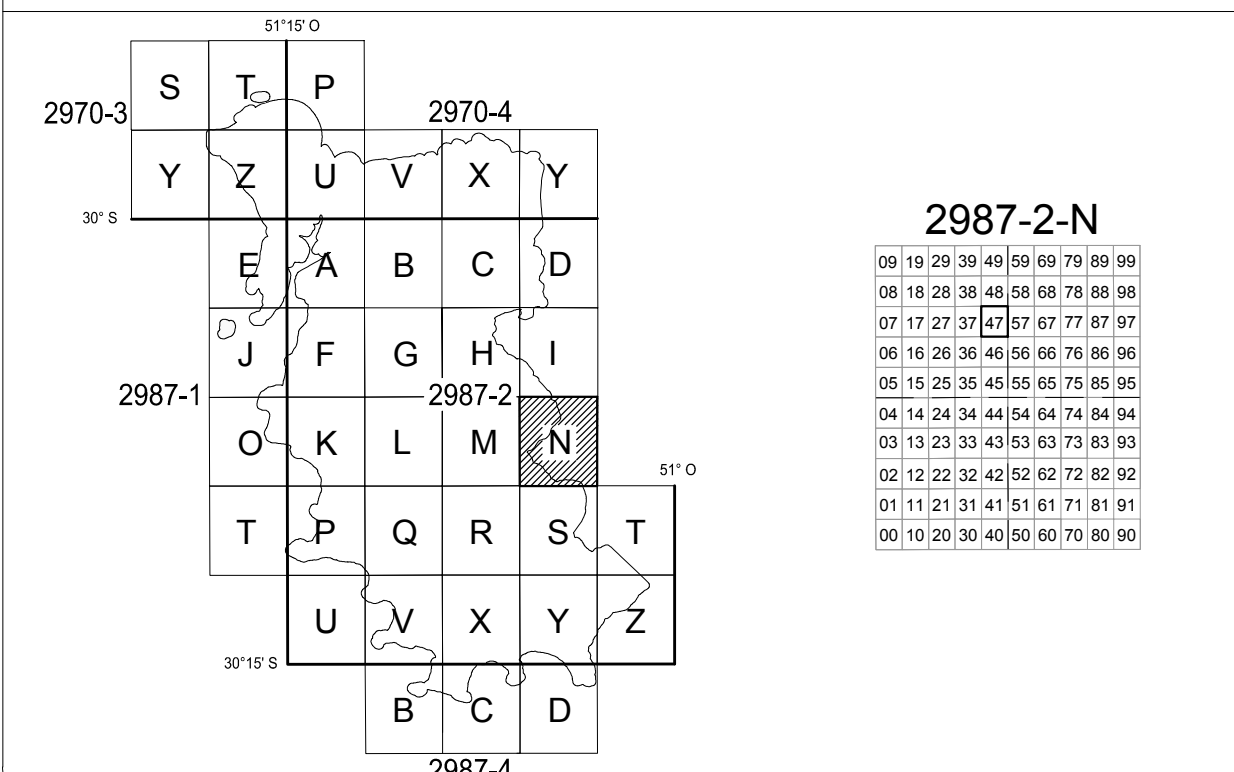 51°15' O
S T P
2970-3 2970-4
Y Z U V X Y
30° S
E A B C D
J F G H I
2987-1 2987-2
O K L M N
51° O
T P Q R S T
U V X Y Z
30°15' S
B C D
2987-4
2987-2-N
09 19 29 39 49 59 69 79 89 99
08 18 28 38 48 58 68 78 88 98
07 17 27 37 47 57 67 77 87 97
06 16 26 36 46 56 66 76 86 96
05 15 25 35 45 55 65 75 85 95
04 14 24 34 44 54 64 74 84 94
03 13 23 33 43 53 63 73 83 93
02 12 22 32 42 52 62 72 82 92
01 11 21 31 41 51 61 71 81 91
00 10 20 30 40 50 60 70 80 90